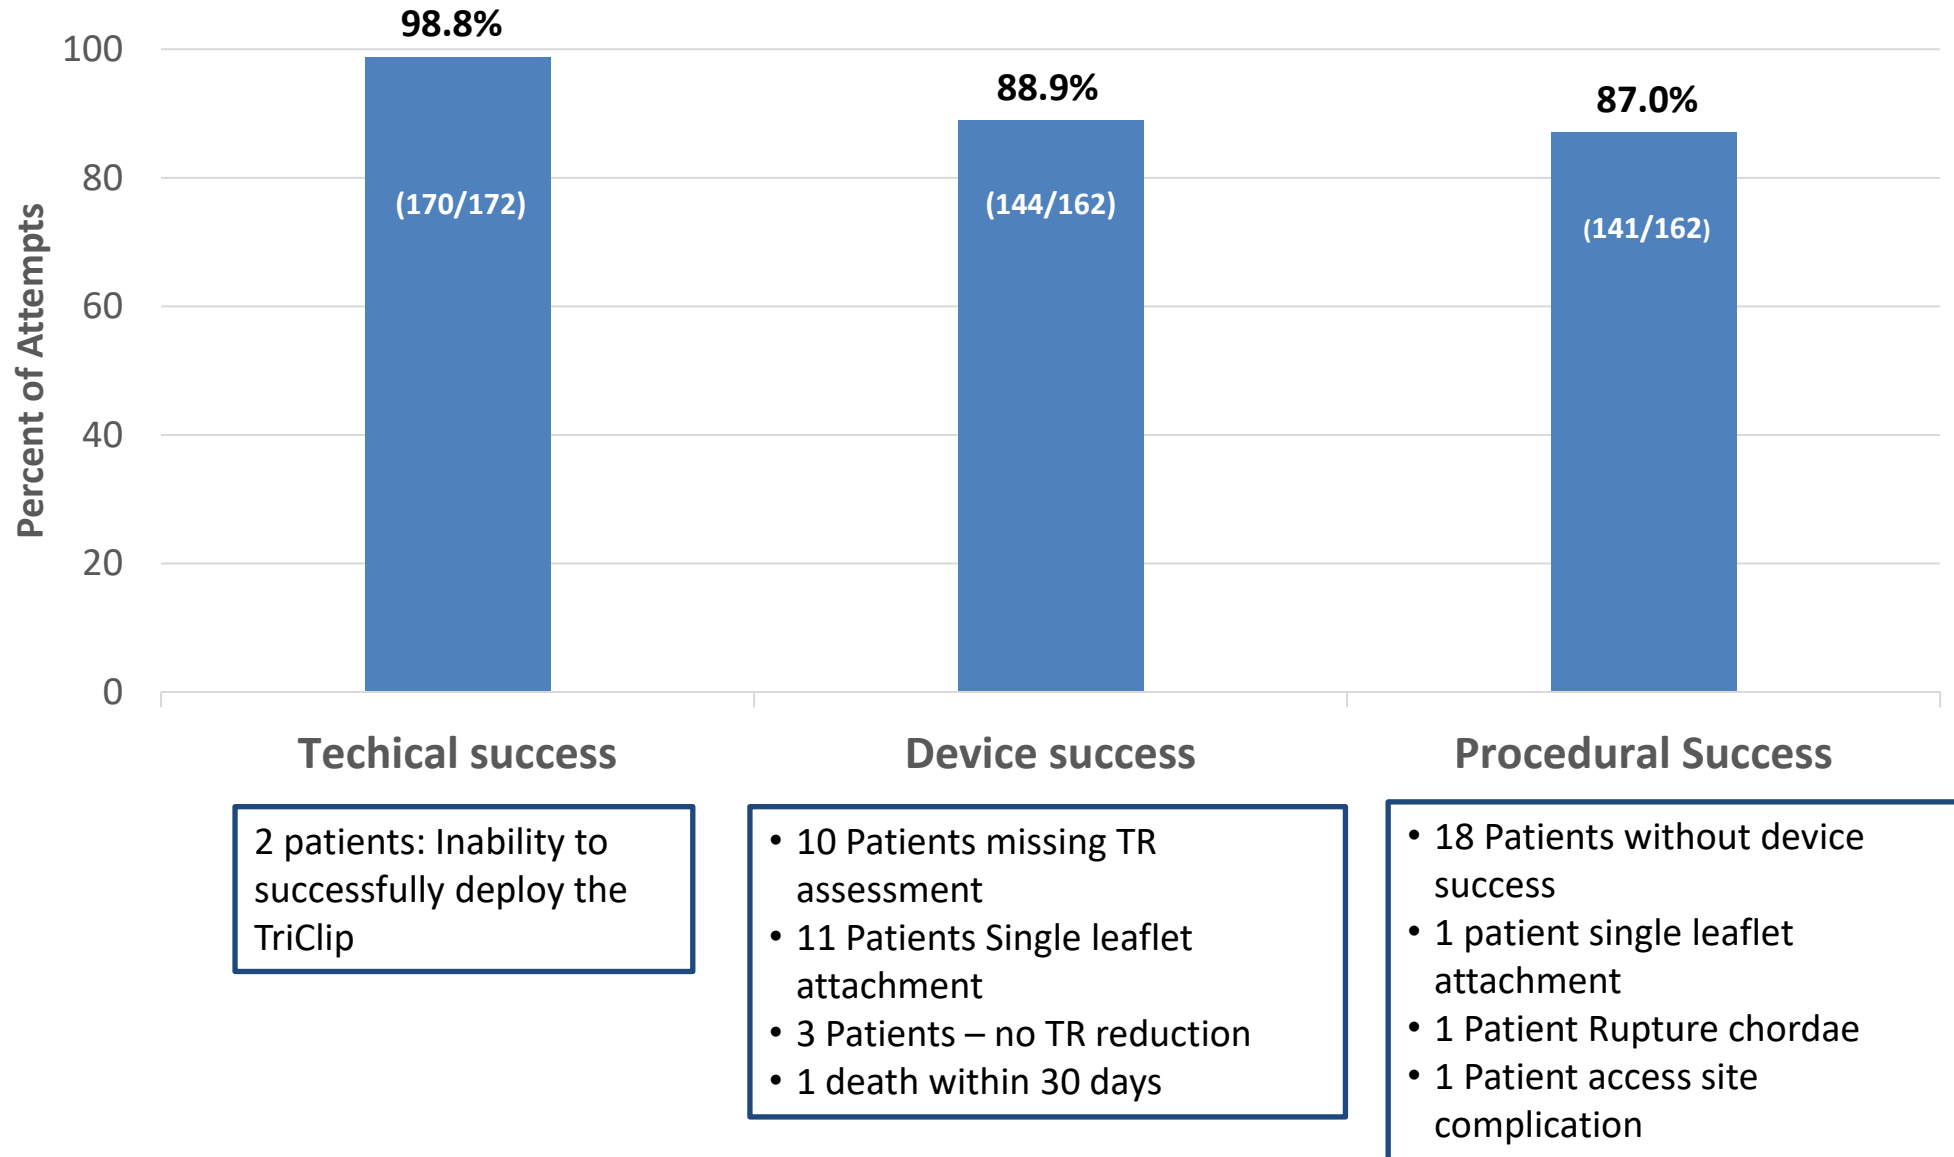 98.8%
88.9%
87.0%
100
80
60
40
20
0
Percent of Attempts
(170/172)
(144/162)
(141/162)
Techical success
Device success
Procedural Success
2 patients: Inability to
successfully deploy the
TriClip
• 10 Patients missing TR
assessment
• 11 Patients Single leaflet
attachment
• 3 Patients – no TR reduction
• 1 death within 30 days
• 18 Patients without device
success
• 1 patient single leaflet
attachment
• 1 Patient Rupture chordae
• 1 Patient access site
complication